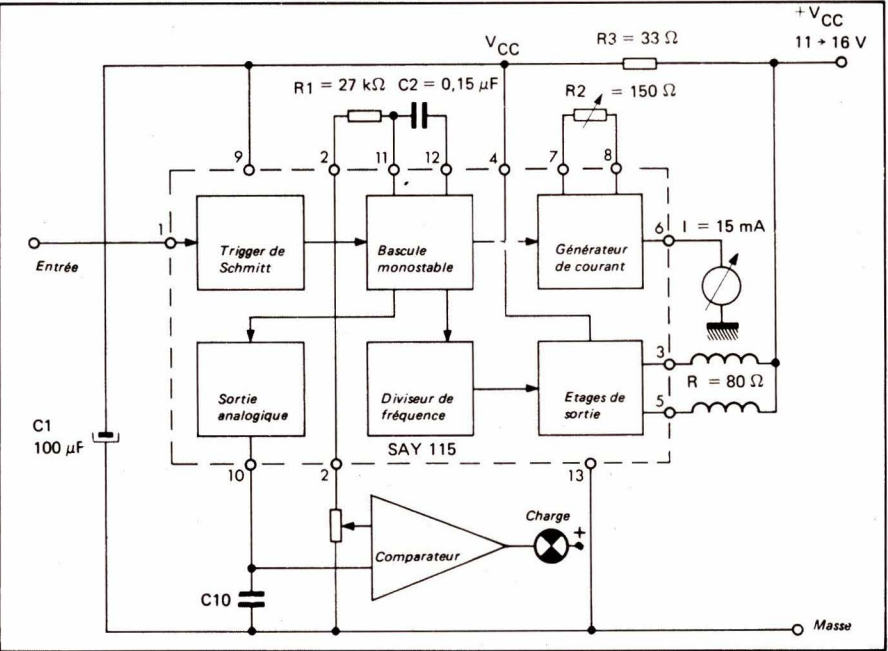 + VCC
11 → 16 V
R3 = 33 Ω
VCC
R1 = 27 kΩ
C2 = 0,15 µF
R2 = 150 Ω
9
2
11
12
4
7
8
1
Entrée
Trigger de
Schmitt
Bascule
monostable
Générateur
de courant
6
I = 15 mA
Sortie
analogique
Diviseur de
fréquence
Etages de
sortie
3
R = 80 Ω
5
C1
100 µF
SAY 115
10
2
13
Comparateur
Charge
+
C10
Masse